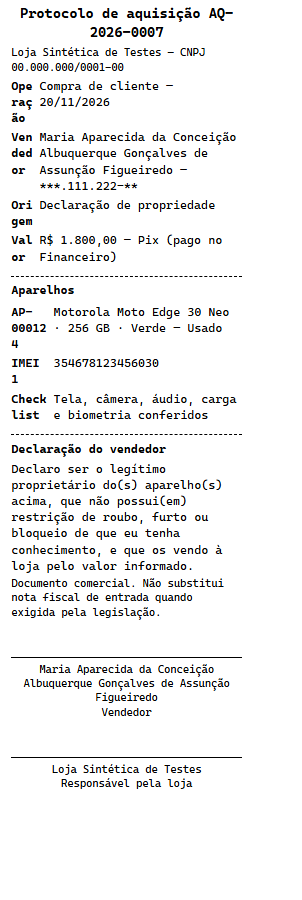 Protocolo de aquisição AQ-
2026-0007
Loja Sintética de Testes — CNPJ
00.000.000/0001-00
Ope Compra de cliente —
raç 20/11/2026
ão
Ven Maria Aparecida da Conceição
ded Albuquerque Gonçalves de
or Assunção Figueiredo —
***.111.222-**
Ori Declaração de propriedade
gem
Val R$ 1.800,00 — Pix (pago no
or Financeiro)
Aparelhos
AP- Motorola Moto Edge 30 Neo
00012 · 256 GB · Verde — Usado
4
IMEI 354678123456030
1
Check Tela, câmera, áudio, carga
list e biometria conferidos
Declaração do vendedor
Declaro ser o legítimo
proprietário do(s) aparelho(s)
acima, que não possui(em)
restrição de roubo, furto ou
bloqueio de que eu tenha
conhecimento, e que os vendo à
loja pelo valor informado.
Documento comercial. Não substitui
nota fiscal de entrada quando
exigida pela legislação.
Maria Aparecida da Conceição
Albuquerque Gonçalves de Assunção
Figueiredo
Vendedor
Loja Sintética de Testes
Responsável pela loja